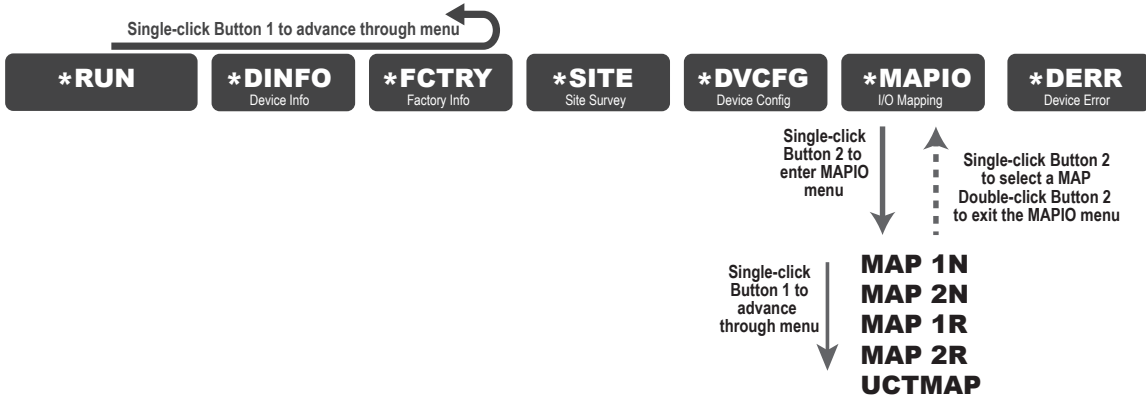 Single-click Button 1 to advance through menu
*RUN
*DINFO
Device Info
*FCTRY
Factory Info
*SITE
Site Survey
*DVCFG
Device Config
*MAPIO
I/O Mapping
*DERR
Device Error
Single-click
Button 2 to
enter MAPIO
menu
Single-click Button 2
to select a MAP
Double-click Button 2
to exit the MAPIO menu
Single-click
Button 1 to
advance
through menu
MAP 1N
MAP 2N
MAP 1R
MAP 2R
UCTMAP